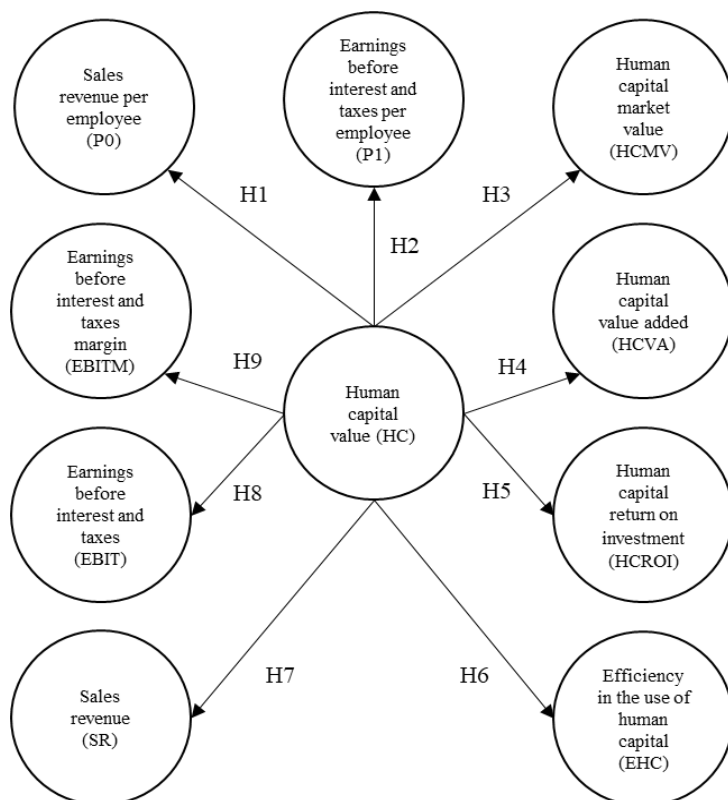 Sales
revenue per
employee
(P0)
Earnings
before
interest and
taxes per
employee
(P1)
Human
capital
market
value
(HCMV)
H1
H2
H3
Earnings
before
interest and
taxes
margin
(EBITM)
Human
capital
value added
(HCVA)
H9
H4
Human
capital
value (HC)
Earnings
before
interest and
taxes
(EBIT)
H8
H5
Human
capital
return on
investment
(HCROI)
H7
H6
Sales
revenue
(SR)
Efficiency
in the use of
human
capital
(EHC)